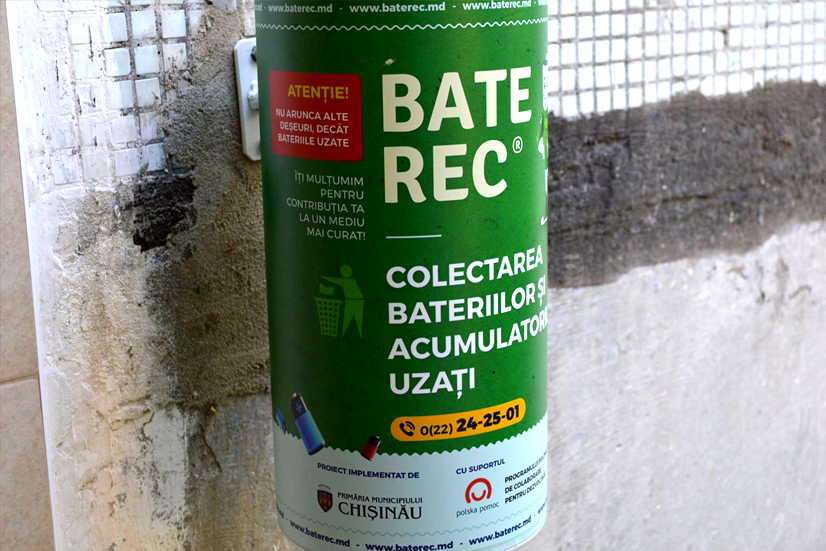 www.baterec.md · www.baterec.md · www.baterec.md
ATENȚIE!
NU ARUNCA ALTE
DEȘEURI, DECÂT
BATERIILE UZATE
BATE
REC®
ÎȚI MULȚUMIM
PENTRU
CONTRIBUȚIA TA
LA UN MEDIU
MAI CURAT!
COLECTAREA
BATERIILOR ȘI
ACUMULATORI
UZAȚI
0(22) 24-25-01
PROIECT IMPLEMENTAT DE
PRIMĂRIA MUNICIPIULUI
CHIȘINĂU
CU SUPORTUL
polska pomoc
DE COLABORARE
www.baterec.md · www.baterec.md · www.baterec.md